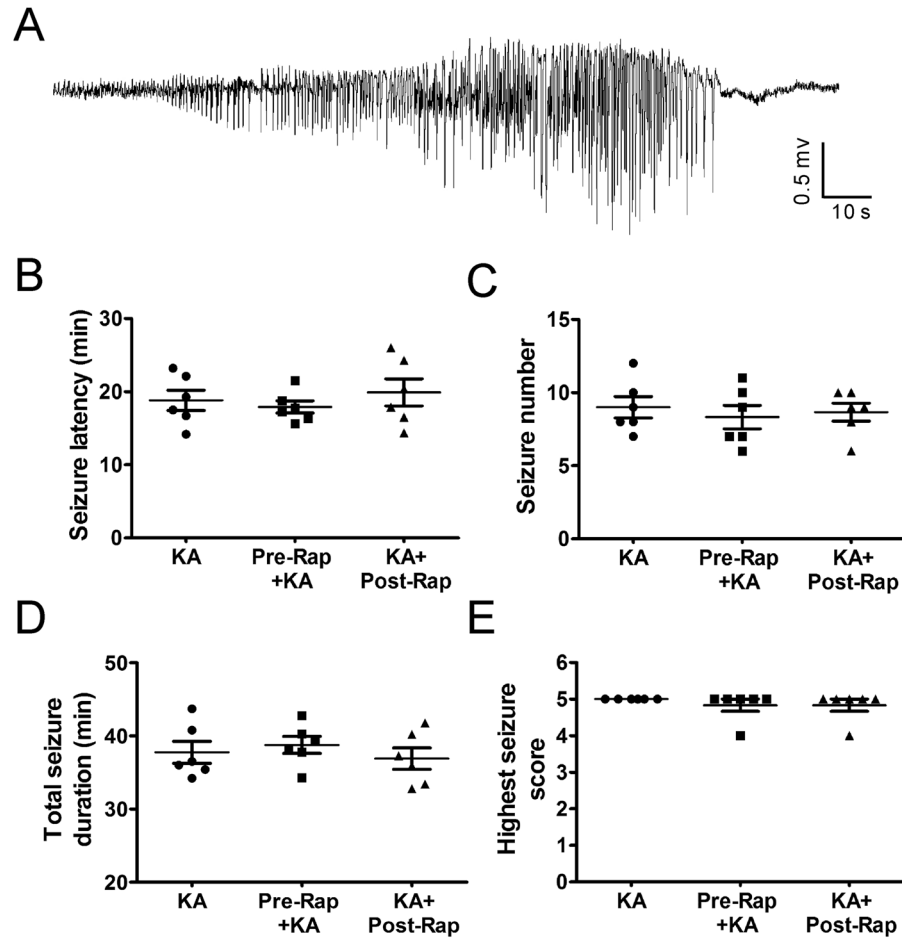 A
0.5 mv
10 s
B
Seizure latency (min)
30
20
10
0
KA
Pre-Rap
+KA
KA+
Post-Rap
C
Seizure number
15
10
5
0
KA
Pre-Rap
+KA
KA+
Post-Rap
D
Total seizure
duration (min)
50
40
30
20
KA
Pre-Rap
+KA
KA+
Post-Rap
E
Highest seizure
score
6
5
4
3
2
1
0
KA
Pre-Rap
+KA
KA+
Post-Rap